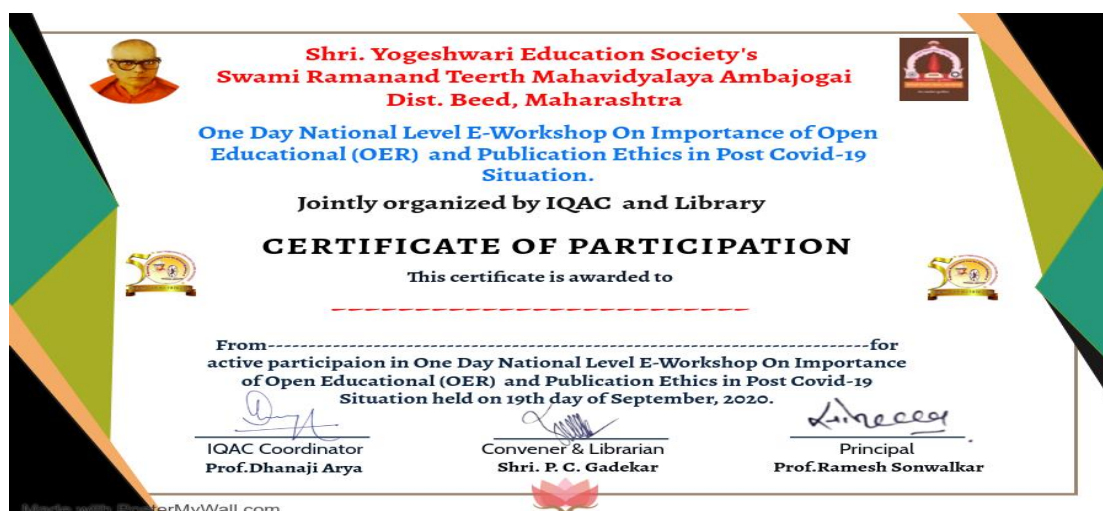 Shri. Yogeshwari Education Society's
Swami Ramanand Teerth Mahavidyalaya Ambajogai
Dist. Beed, Maharashtra
One Day National Level E-Workshop On Importance of Open
Educational (OER) and Publication Ethics in Post Covid-19
Situation.
Jointly organized by IQAC and Library
CERTIFICATE OF PARTICIPATION
This certificate is awarded to
From--------------------------------------------------------------------------for
active participaion in One Day National Level E-Workshop On Importance
of Open Educational (OER) and Publication Ethics in Post Covid-19
Situation held on 19th day of September, 2020.
IQAC Coordinator
Prof.Dhanaji Arya
Convener & Librarian
Shri. P. C. Gadekar
Principal
Prof.Ramesh Sonwalkar
Made with PosterMyWall.com